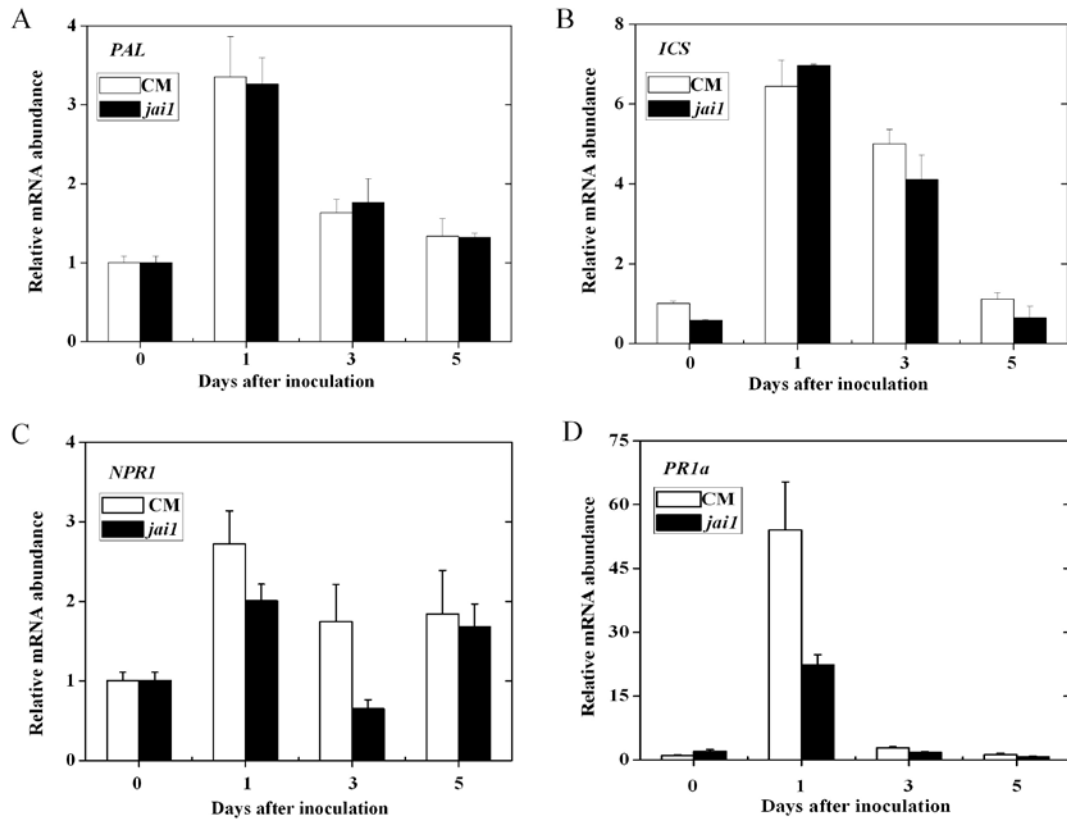 A
PAL
CM
jai1
Relative mRNA abundance
4
3
2
1
0
0 1 3 5
Days after inoculation
B
ICS
CM
jai1
Relative mRNA abundance
8
6
4
2
0
0 1 3 5
Days after inoculation
C
NPR1
CM
jai1
Relative mRNA abundance
4
3
2
1
0
0 1 3 5
Days after inoculation
D
PR1a
CM
jai1
Relative mRNA abundance
75
60
45
30
15
0
0 1 3 5
Days after inoculation